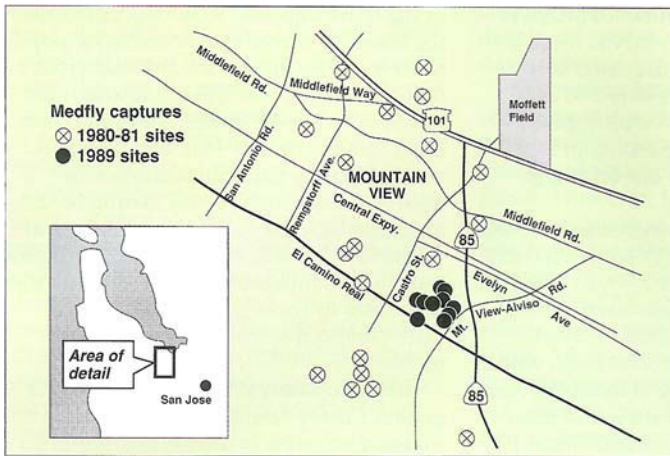 Middlefield Rd.
Middlefield Way
Medfly captures
1980-81 sites
1989 sites
San Antonio Rd.
Remgstorff Ave.
101
Moffett
Field
MOUNTAIN
VIEW
Central Expy.
Middlefield Rd.
85
El Camino Real
Castro St.
Evelyn
Ave
Mt. View-Alviso Rd.
Area of
detail
San Jose
85